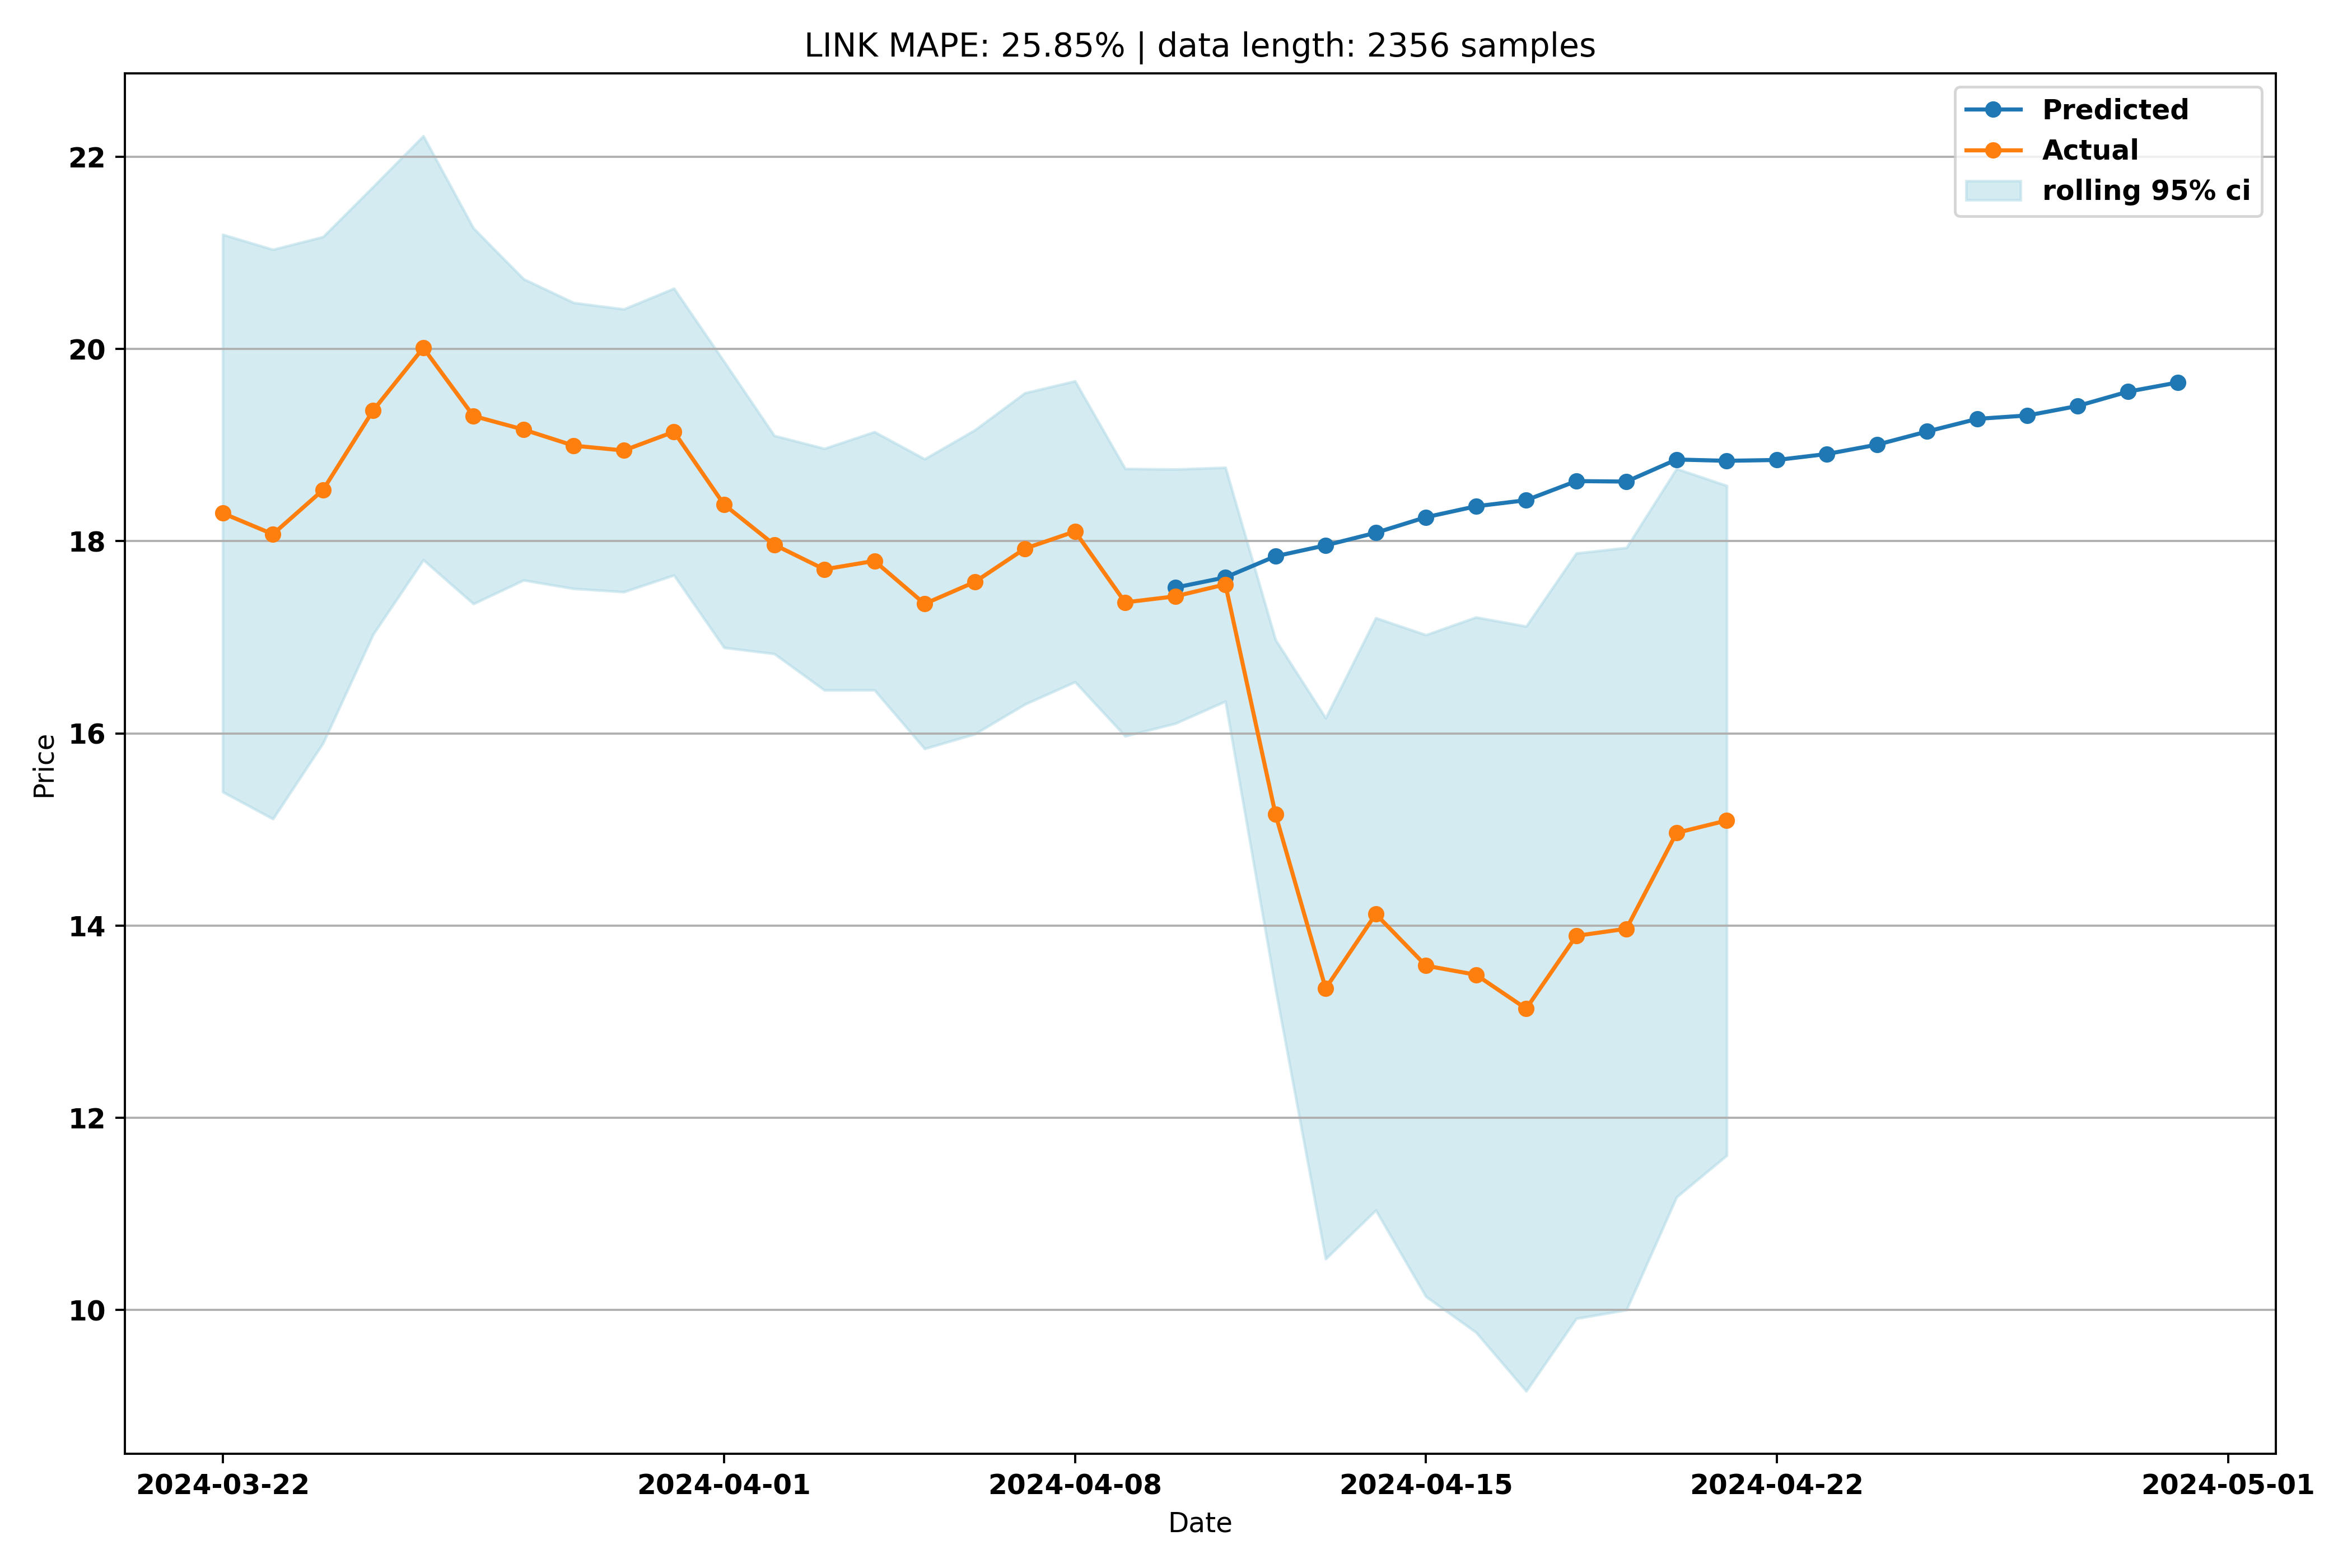 LINK MAPE: 25.85% | data length: 2356 samples
Predicted
Actual
rolling 95% ci
22
20
18
16
14
12
10
Price
2024-03-22
2024-04-01
2024-04-08
2024-04-15
2024-04-22
2024-05-01
Date